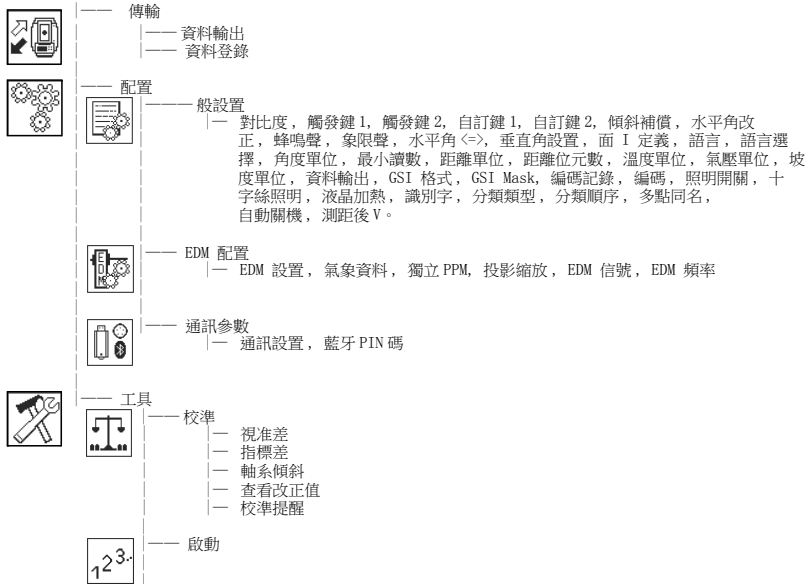 傳輸
資料輸出
資料登錄
配置
一般設置
對比度, 觸發鍵 1, 觸發鍵 2, 自訂鍵 1, 自訂鍵 2, 傾斜補償, 水平角改
正, 蜂鳴聲, 象限聲, 水平角 <=>, 垂直角設置, 面 I 定義, 語言, 語言選
擇, 角度單位, 最小讀數, 距離單位, 距離位元數, 溫度單位, 氣壓單位, 坡
度單位, 資料輸出, GSI 格式, GSI Mask, 編碼記錄, 編碼, 照明開關, 十
字絲照明, 液晶加熱, 識別字, 分類類型, 分類順序, 多點同名,
自動關機, 測距後 V。
EDM 配置
EDM 設置, 氣象資料, 獨立 PPM, 投影縮放, EDM 信號, EDM 頻率
通訊參數
通訊設置, 藍牙 PIN 碼
工具
校準
視准差
指標差
軸系傾斜
查看改正值
校準提醒
123..
啟動